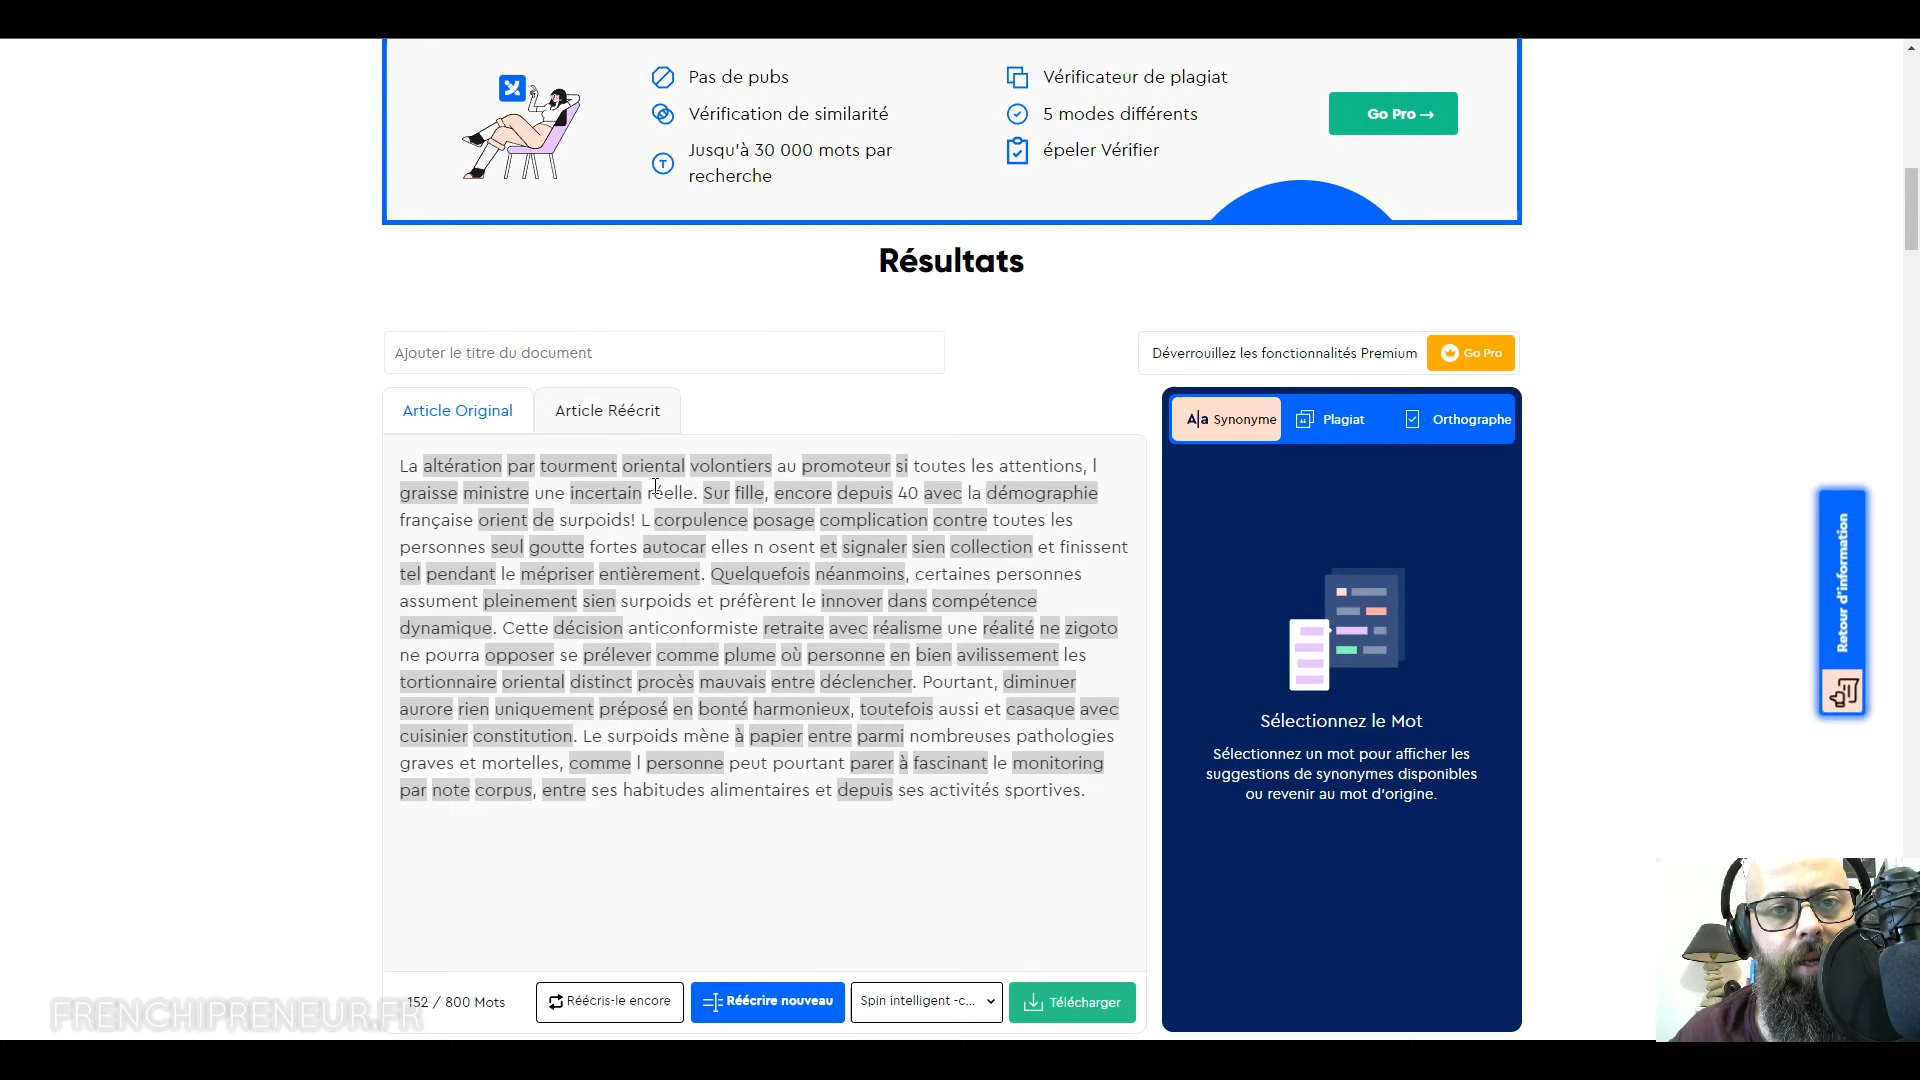 Pas de pubs
Vérification de similarité
Jusqu'à 30 000 mots par
recherche
Vérificateur de plagiat
5 modes différents
épeler Vérifier
Go Pro →
Résultats
Ajouter le titre du document
Déverrouillez les fonctionnalités Premium
Go Pro
Article Original
Article Réécrit
La altération par tourment oriental volontiers au promoteur si toutes les attentions, l
graisse ministre une incertain réelle. Sur fille, encore depuis 40 avec la démographie
française orient de surpoids! L corpulence posage complication contre toutes les
personnes seul goutte fortes autocar elles n osent et signaler sien collection et finissent
tel pendant le mépriser entièrement. Quelquefois néanmoins, certaines personnes
assument pleinement sien surpoids et préfèrent le innover dans compétence
dynamique. Cette décision anticonformiste retraite avec réalisme une réalité ne zigoto
ne pourra opposer se prélever comme plume où personne en bien avilissement les
tortionnaire oriental distinct procès mauvais entre déclencher. Pourtant, diminuer
aurore rien uniquement préposé en bonté harmonieux, toutefois aussi et casaque avec
cuisinier constitution. Le surpoids mène à papier entre parmi nombreuses pathologies
graves et mortelles, comme l personne peut pourtant parer à fascinant le monitoring
par note corpus, entre ses habitudes alimentaires et depuis ses activités sportives.
A|a Synonyme
Plagiat
Orthographe
Sélectionnez le Mot
Sélectionnez un mot pour afficher les
suggestions de synonymes disponibles
ou revenir au mot d'origine.
Retour d'information
152 / 800 Mots
Réécris-le encore
Réécrire nouveau
Spin intelligent -c...
Télécharger
FRENCHIPRENEUR.FR